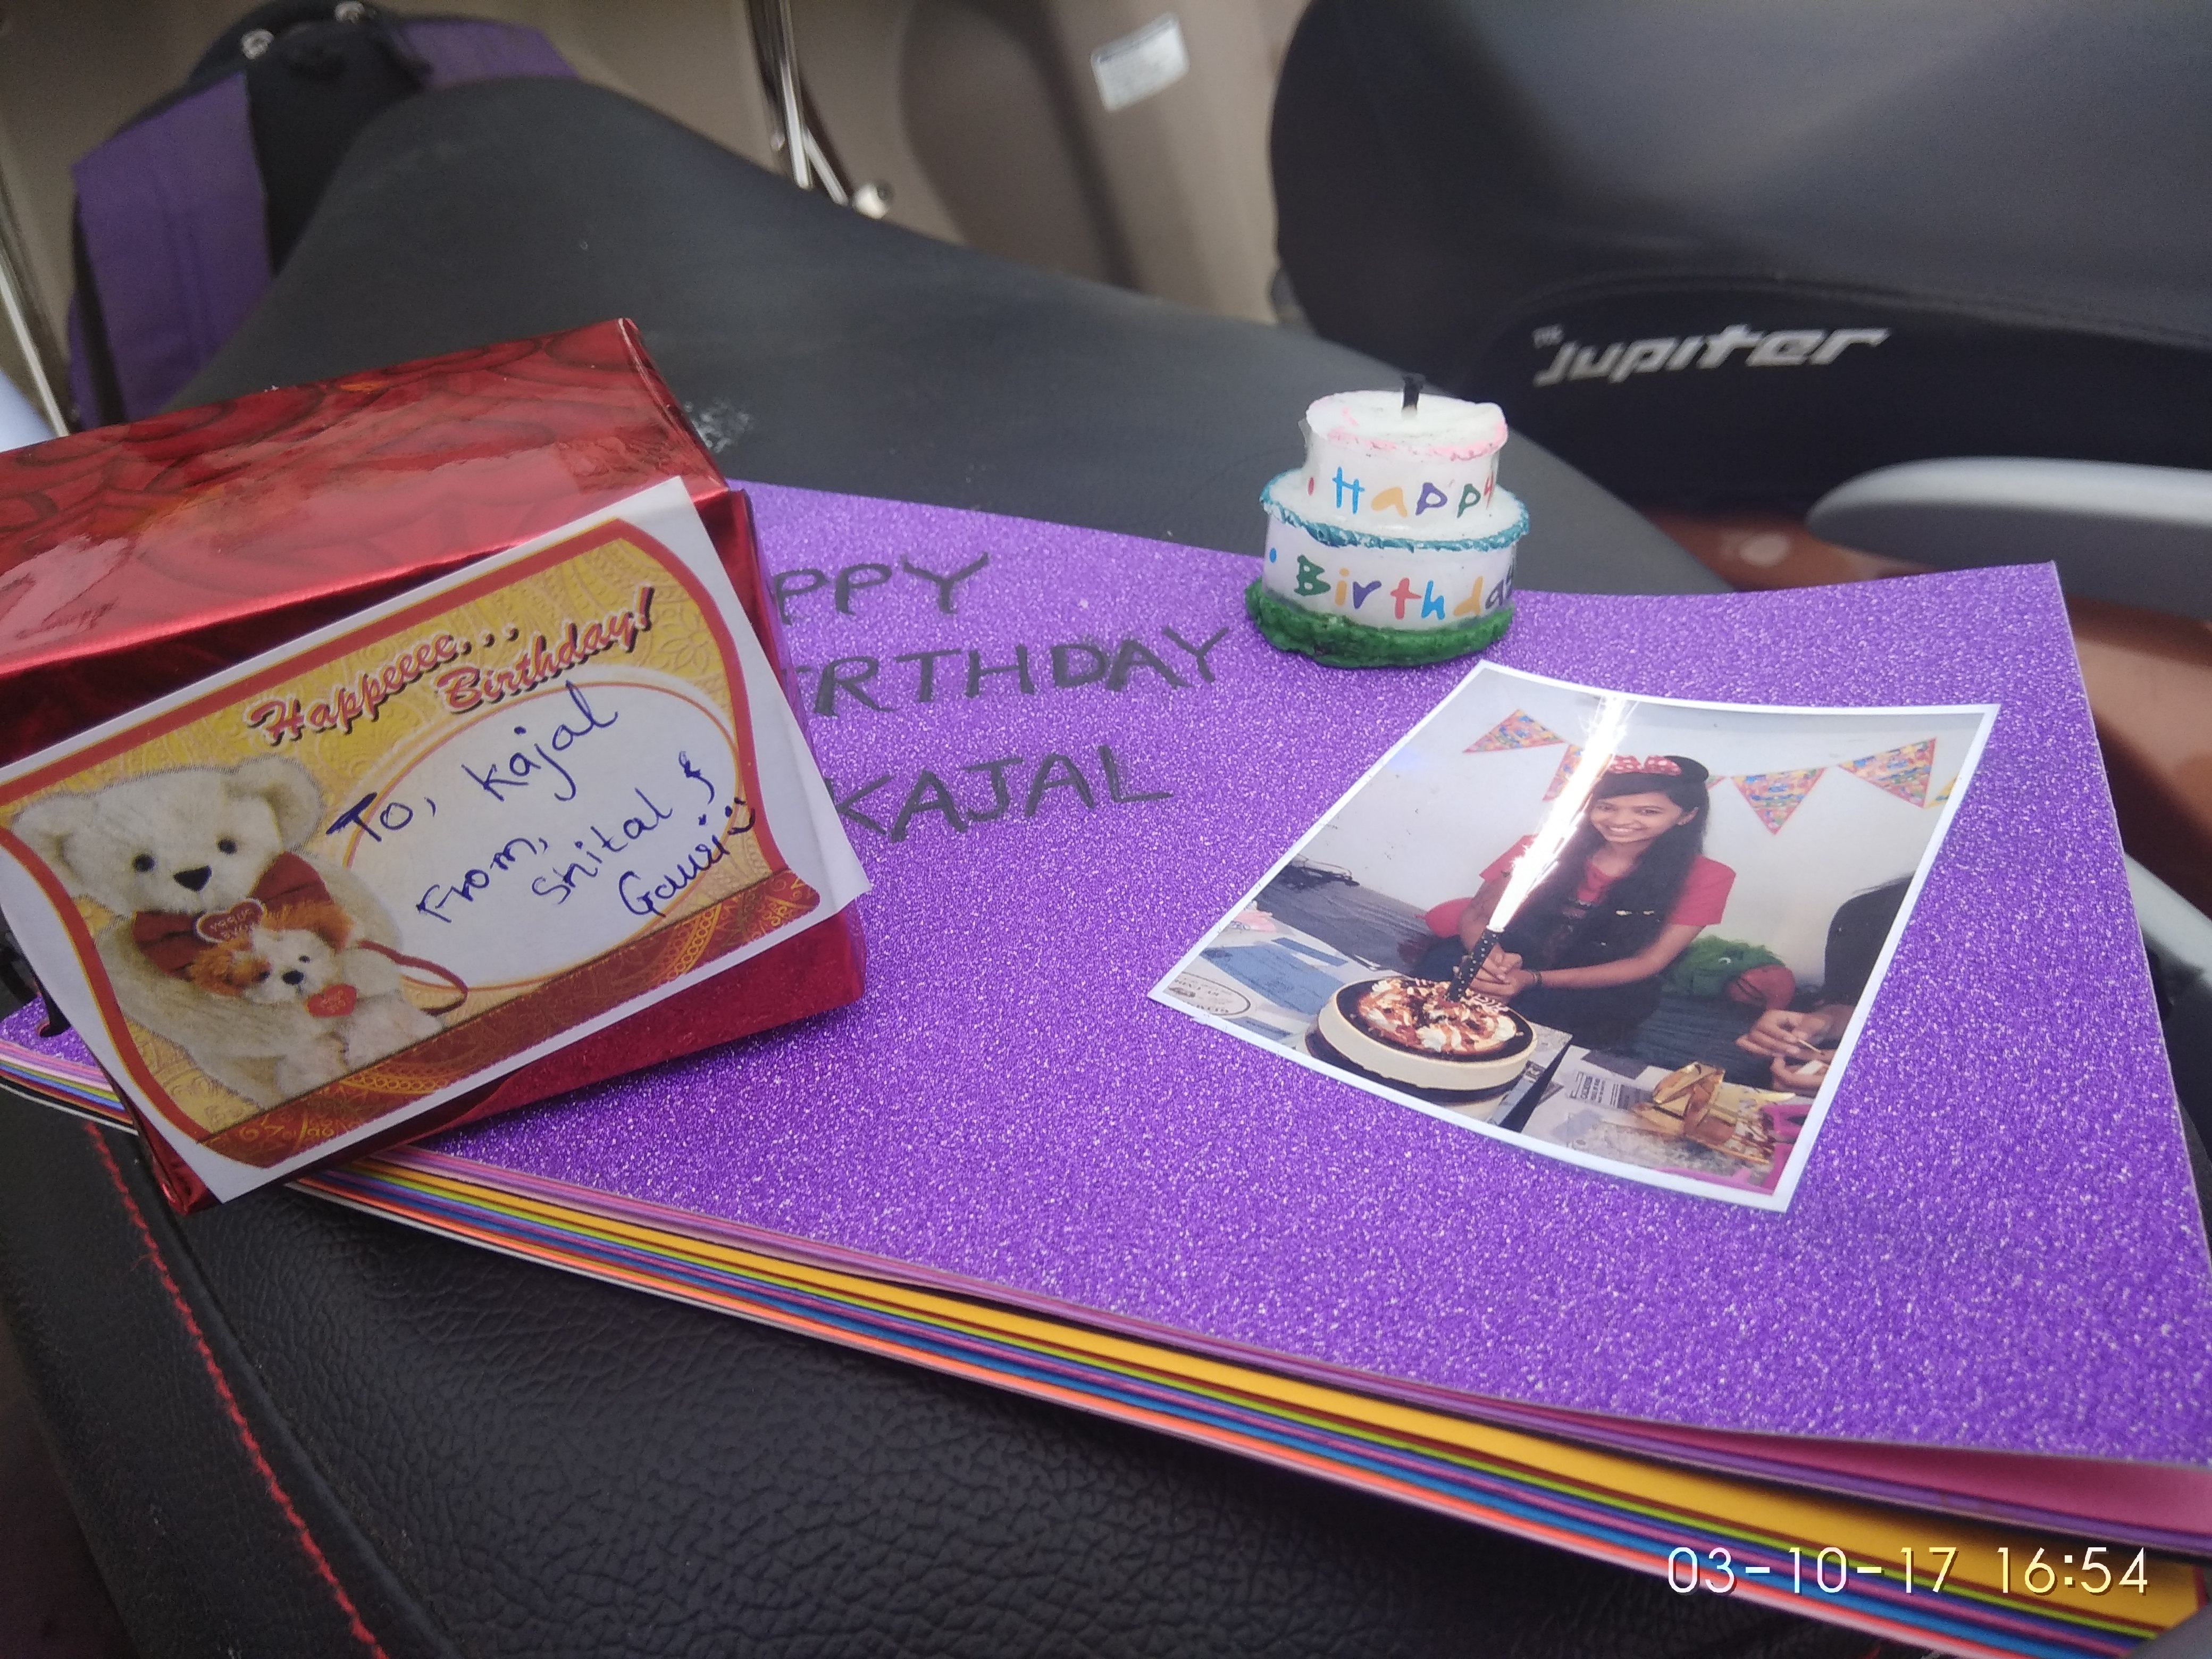 Jupiter
Happy
Birthday
PPY
RTHDAY
KAJAL
Happeeee...
Birthday!
To, Kajal
From,
Shital &
Gauri
03-10-17 16:54